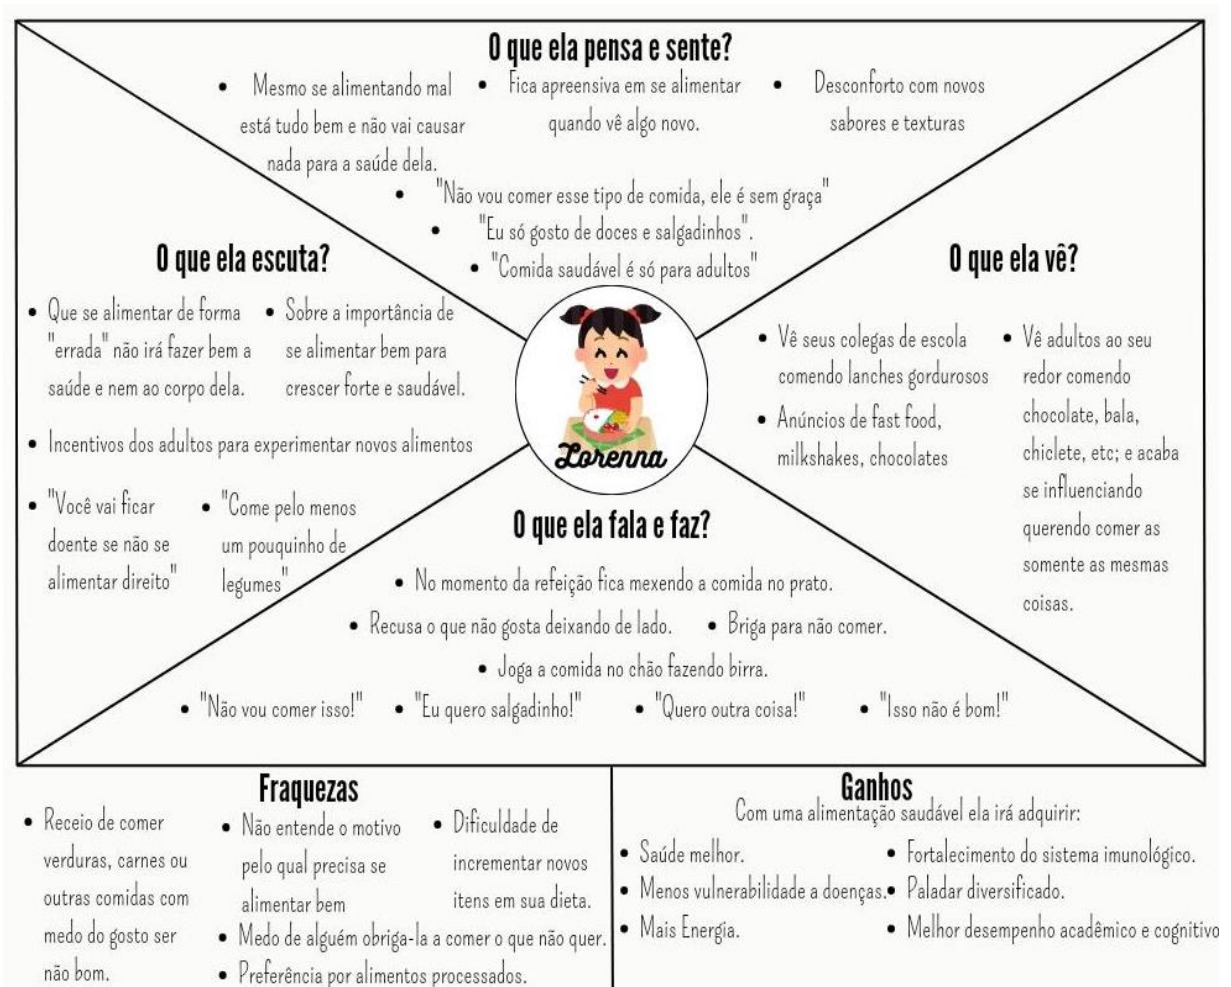 O que ela pensa e sente?
• Mesmo se alimentando mal
está tudo bem e não vai causar
nada para a saúde dela.
• Fica apreensiva em se alimentar
quando vê algo novo.
• Desconforto com novos
sabores e texturas
• "Não vou comer esse tipo de comida, ele é sem graça"
• "Eu só gosto de doces e salgadinhos".
• "Comida saudável é só para adultos"
O que ela escuta?
• Que se alimentar de forma
"errada" não irá fazer bem a
saúde e nem ao corpo dela.
• Sobre a importância de
se alimentar bem para
crescer forte e saudável.
• Incentivos dos adultos para experimentar novos alimentos
• "Você vai ficar
doente se não se
alimentar direito"
• "Come pelo menos
um pouquinho de
legumes"
Lorenna
O que ela vê?
• Vê seus colegas de escola
comendo lanches gordurosos
• Anúncios de fast food,
milkshakes, chocolates
• Vê adultos ao seu
redor comendo
chocolate, bala,
chiclete, etc; e acaba
se influenciando
querendo comer as
somente as mesmas
coisas.
O que ela fala e faz?
• No momento da refeição fica mexendo a comida no prato.
• Recusa o que não gosta deixando de lado. • Briga para não comer.
• Joga a comida no chão fazendo birra.
• "Não vou comer isso!" • "Eu quero salgadinho!" • "Quero outra coisa!" • "Isso não é bom!"
Fraquezas
• Receio de comer
verduras, carnes ou
outras comidas com
medo do gosto ser
não bom.
• Não entende o motivo
pelo qual precisa se
alimentar bem
• Dificuldade de
incrementar novos
itens em sua dieta.
• Medo de alguém obriga-la a comer o que não quer.
• Preferência por alimentos processados.
Ganhos
Com uma alimentação saudável ela irá adquirir:
• Saúde melhor.
• Menos vulnerabilidade a doenças.
• Mais Energia.
• Fortalecimento do sistema imunológico.
• Paladar diversificado.
• Melhor desempenho acadêmico e cognitivo